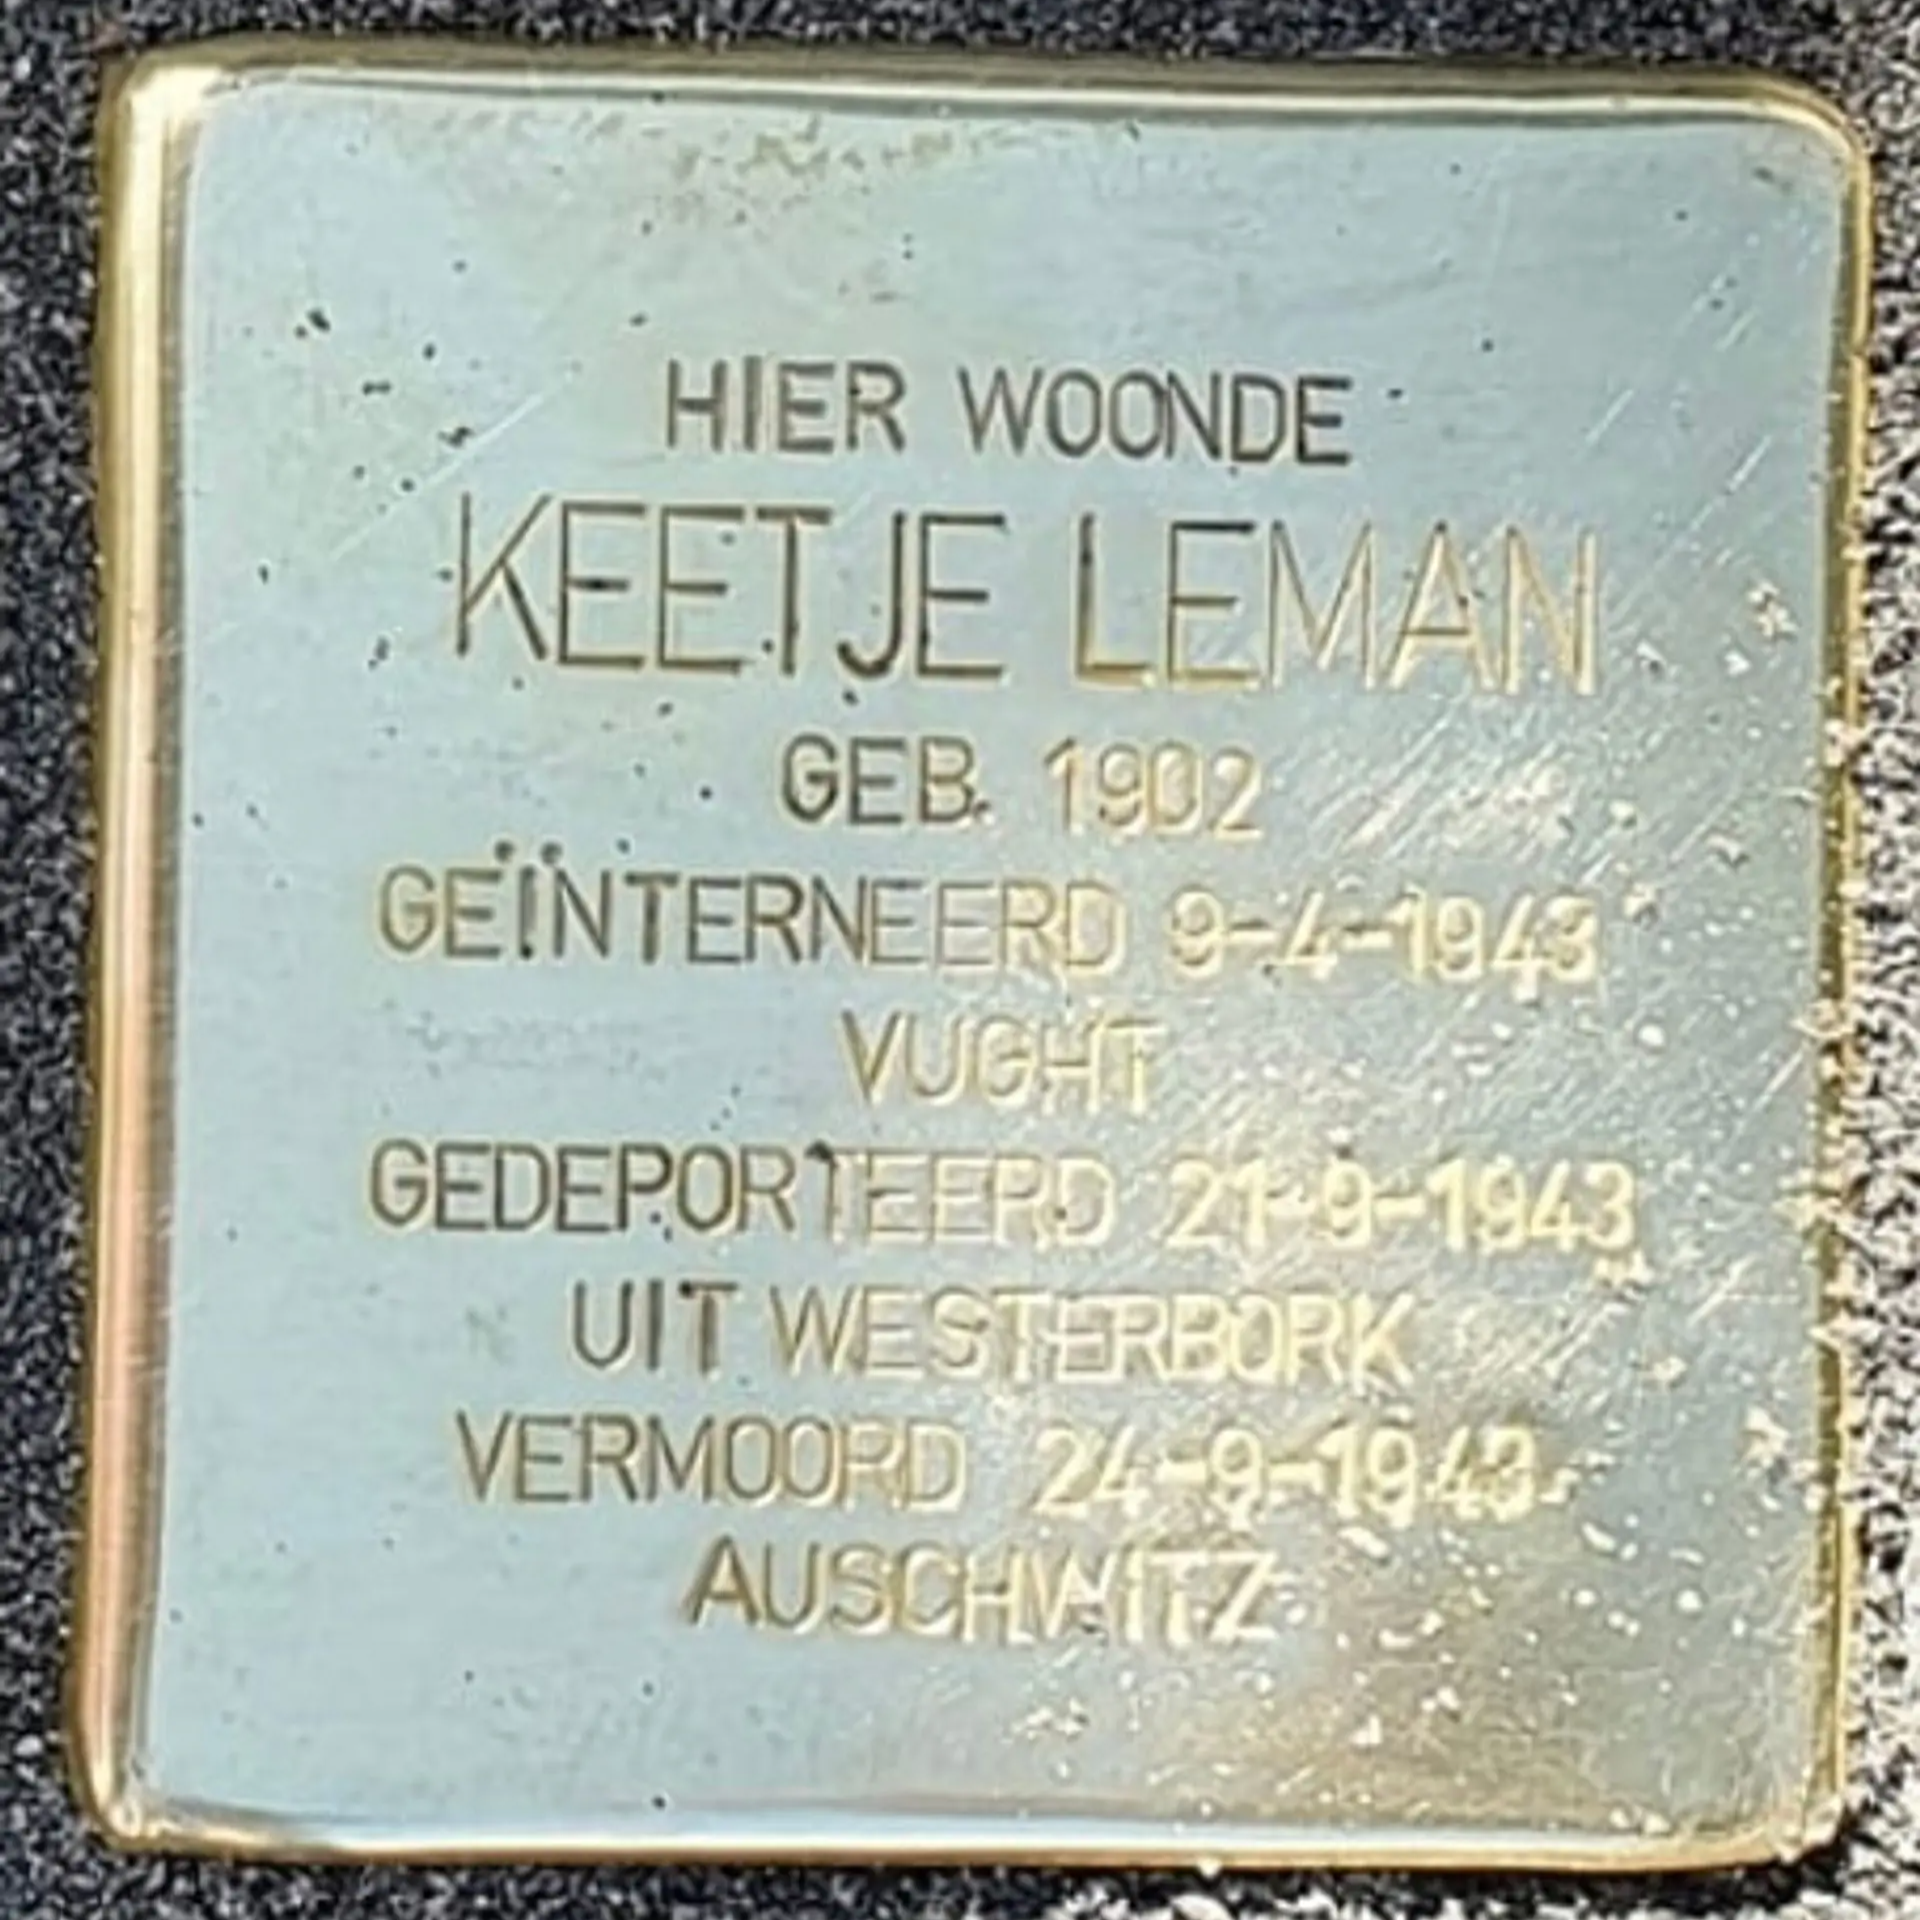 HIER WOONDE
KEETJE LEMAN
GEB. 1902
GEÏNTERNEERD 9-4-1943
VUGHT
GEDEPORTEERD 21-9-1943
UIT WESTERBORK
VERMOORD 24-9-1943
AUSCHWITZ